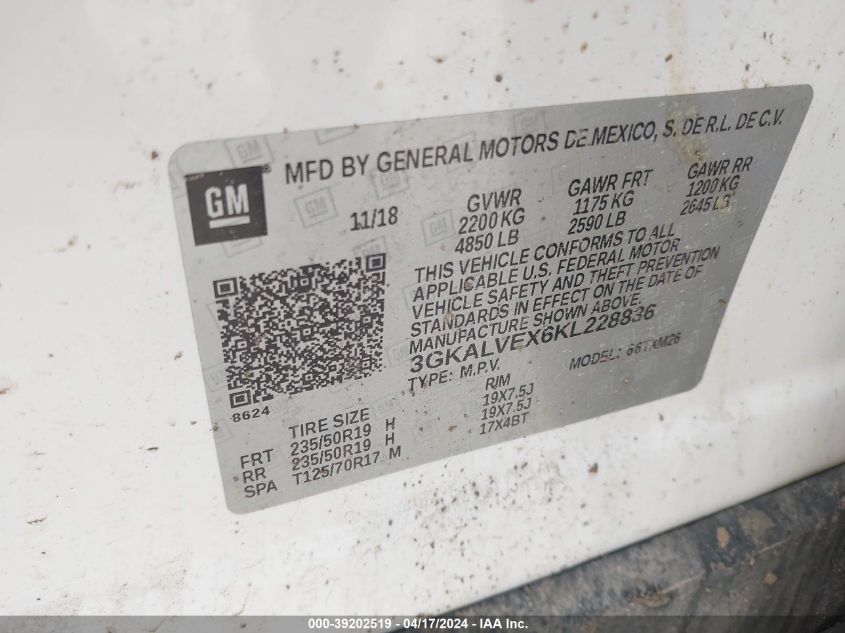 GM
MFD BY GENERAL MOTORS DE MEXICO, S. DE R.L. DE C.V.
11/18
GVWR GAWR FRT GAWR RR
2200 KG 1175 KG 1200 KG
4850 LB 2590 LB 2645 LB
THIS VEHICLE CONFORMS TO ALL
APPLICABLE U.S. FEDERAL MOTOR
VEHICLE SAFETY AND THEFT PREVENTION
STANDARDS IN EFFECT ON THE DATE OF
MANUFACTURE SHOWN ABOVE.
3GKALVEX6KL228836
TYPE: M.P.V. MODEL: 66TXM26
8624
TIRE SIZE RIM
FRT 235/50R19 H 19X7.5J
RR 235/50R19 H 19X7.5J
SPA T125/70R17 M 17X4BT
000-39202519 - 04/17/2024 - IAA Inc.